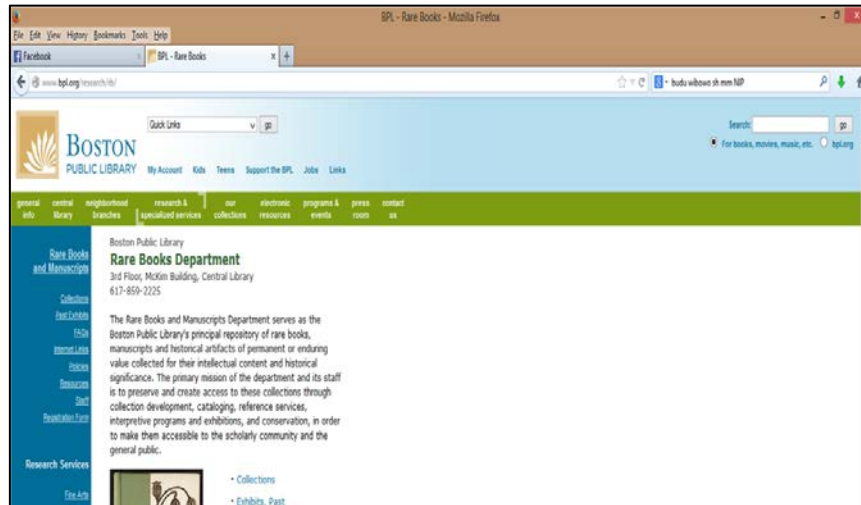 BPL - Rare Books - Mozilla Firefox
File Edit View History Bookmarks Tools Help
Facebook
BPL - Rare Books
www.bpl.org/research/rb/
budu wibowo sh mm NIP
Quick Links
go
Search:
go
For books, movies, music, etc.
bpl.org
BOSTON
PUBLIC LIBRARY
My Account Kids Teens Support the BPL Jobs Links
general info
central library
neighborhood branches
research & specialized services
our collections
electronic resources
programs & events
press room
contact us
Rare Books
and Manuscripts
Collections
Past Exhibits
FAQs
Internet Links
Policies
Resources
Staff
Registration Form
Research Services
Fine Arts
Boston Public Library
Rare Books Department
3rd Floor, McKim Building, Central Library
617-859-2225
The Rare Books and Manuscripts Department serves as the
Boston Public Library's principal repository of rare books,
manuscripts and historical artifacts of permanent or enduring
value collected for their intellectual content and historical
significance. The primary mission of the department and its staff
is to preserve and create access to these collections through
collection development, cataloging, reference services,
interpretive programs and exhibitions, and conservation, in order
to make them accessible to the scholarly community and the
general public.
• Collections
• Exhibits, Past